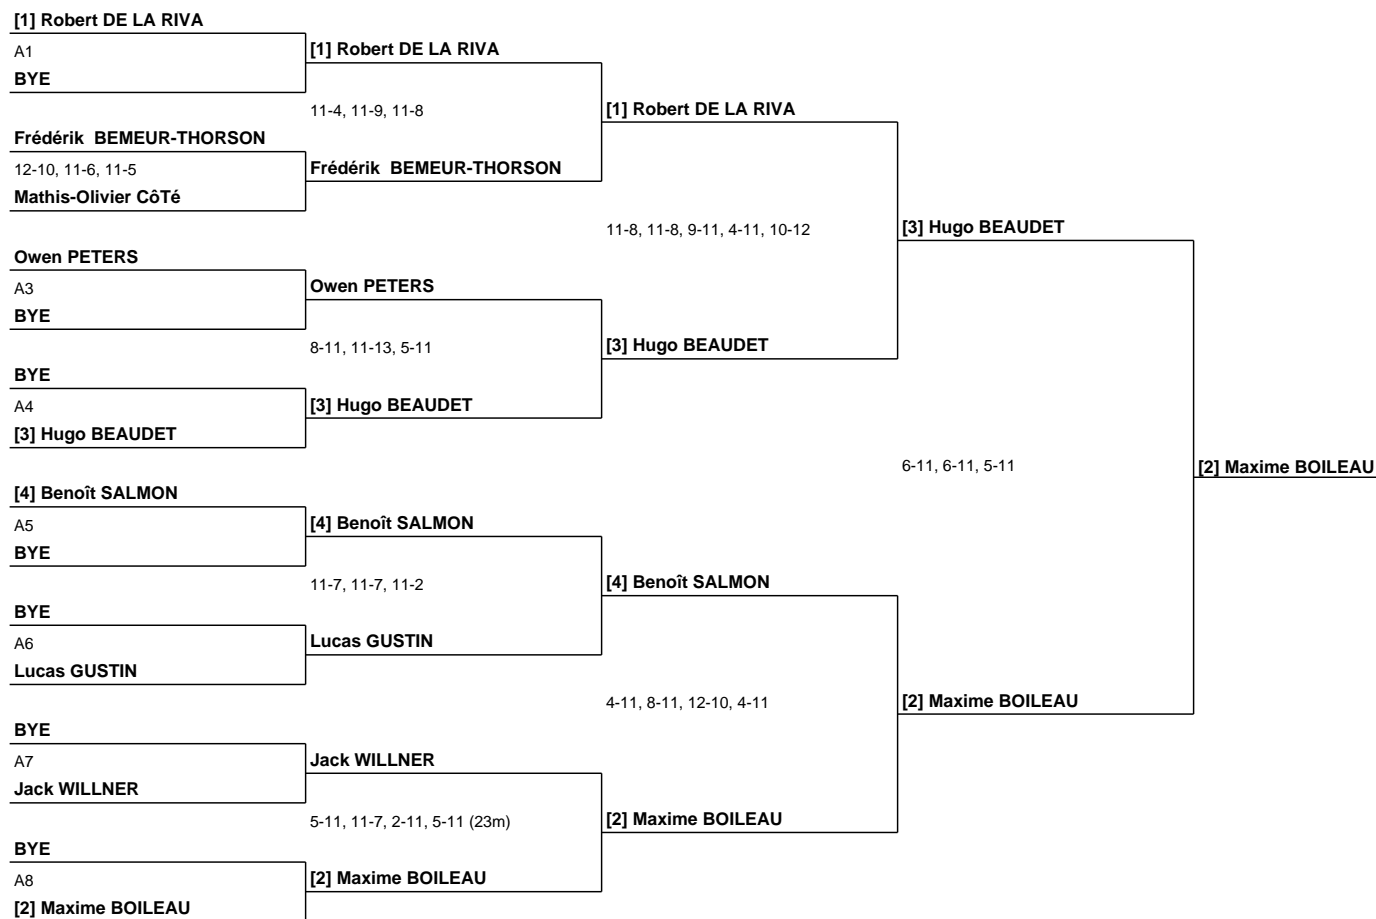 [1] Robert DE LA RIVA
A1
BYE
Frédérik  BEMEUR-THORSON
12-10, 11-6, 11-5
Mathis-Olivier CôTé
Owen PETERS
A3
BYE
BYE
A4
[3] Hugo BEAUDET
[4] Benoît SALMON
A5
BYE
BYE
A6
Lucas GUSTIN
BYE
A7
Jack WILLNER
BYE
A8
[2] Maxime BOILEAU
[1] Robert DE LA RIVA
11-4, 11-9, 11-8
Frédérik  BEMEUR-THORSON
Owen PETERS
8-11, 11-13, 5-11
[3] Hugo BEAUDET
[4] Benoît SALMON
11-7, 11-7, 11-2
Lucas GUSTIN
Jack WILLNER
5-11, 11-7, 2-11, 5-11 (23m)
[2] Maxime BOILEAU
[1] Robert DE LA RIVA
11-8, 11-8, 9-11, 4-11, 10-12
[3] Hugo BEAUDET
[4] Benoît SALMON
4-11, 8-11, 12-10, 4-11
[2] Maxime BOILEAU
[3] Hugo BEAUDET
6-11, 6-11, 5-11
[2] Maxime BOILEAU
[2] Maxime BOILEAU